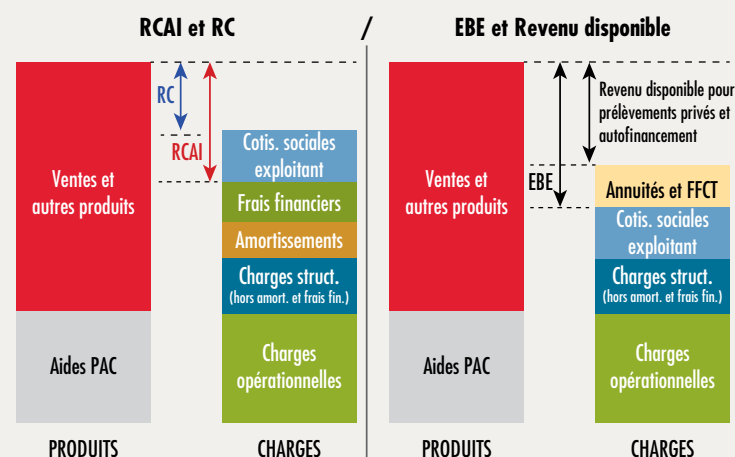 RCAI et RC
/
EBE et Revenu disponible
RC
RCAI
Ventes et
autres produits
Aides PAC
Cotis. sociales
exploitant
Frais financiers
Amortissements
Charges struct.
(hors amort. et frais fin.)
Charges
opérationnelles
PRODUITS
CHARGES
Ventes et
autres produits
Aides PAC
EBE
Revenu disponible pour
prélèvements privés et
autofinancement
Annuités et FFCT
Cotis. sociales
exploitant
Charges struct.
(hors amort. et frais fin.)
Charges
opérationnelles
PRODUITS
CHARGES